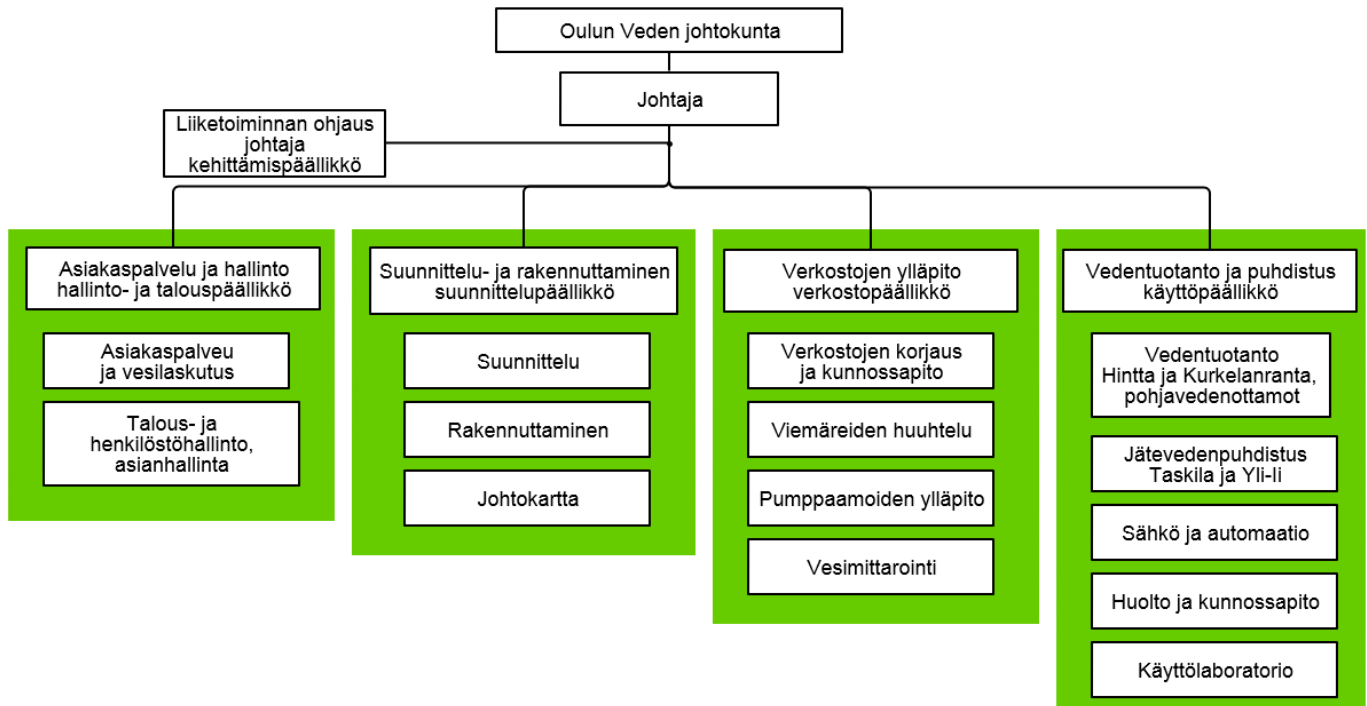 Oulun Veden johtokunta
Johtaja
Liiketoiminnan ohjaus
johtaja
kehittämispäällikkö
Asiakaspalvelu ja hallinto
hallinto- ja talouspäällikkö
Asiakaspalveu
ja vesilaskutus
Talous- ja
henkilöstöhallinto,
asianhallinta
Suunnittelu- ja rakennuttaminen
suunnittelupäällikkö
Suunnittelu
Rakennuttaminen
Johtokartta
Verkostojen ylläpito
verkostopäällikkö
Verkostojen korjaus
ja kunnossapito
Viemäreiden huuhtelu
Pumppaamoiden ylläpito
Vesimittarointi
Vedentuotanto ja puhdistus
käyttöpäällikkö
Vedentuotanto
Hintta ja Kurkelanranta,
pohjavedenottamot
Jätevedenpuhdistus
Taskila ja Yli-Ii
Sähkö ja automaatio
Huolto ja kunnossapito
Käyttölaboratorio